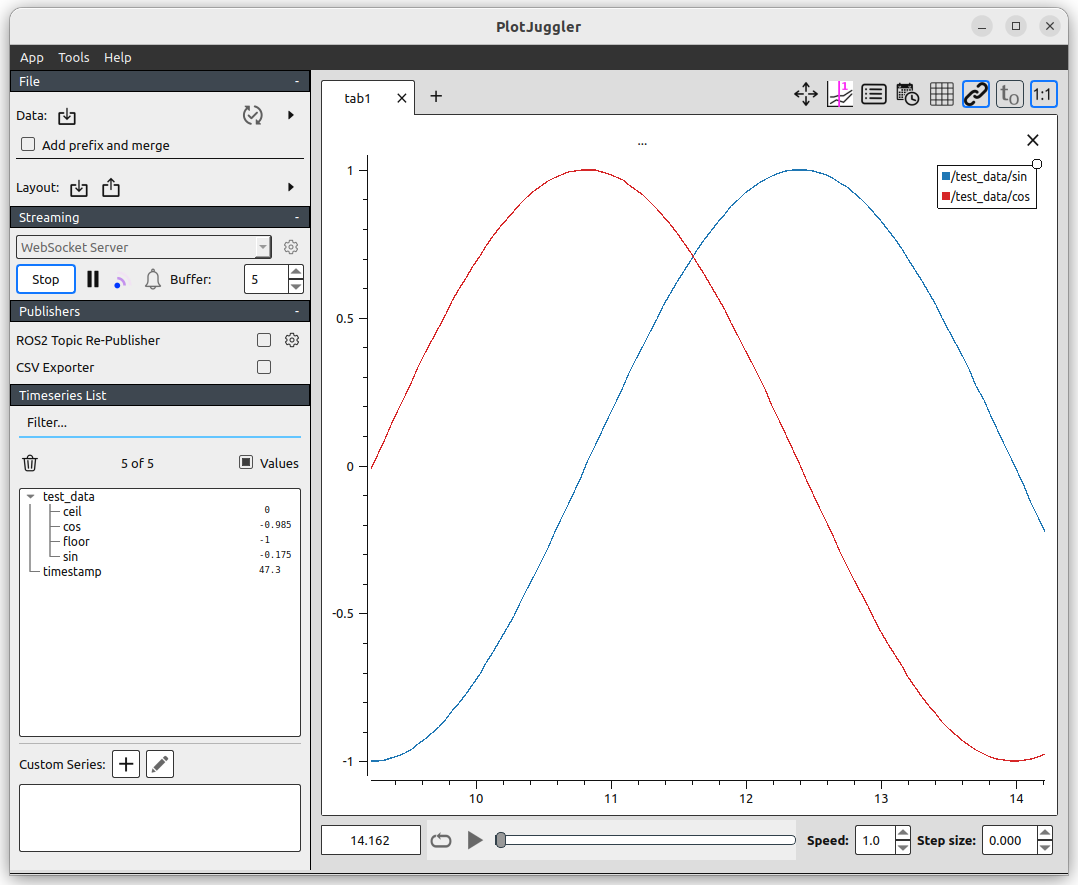 PlotJuggler
App Tools Help
File -
Data:
Add prefix and merge
Layout:
Streaming -
WebSocket Server
Stop Buffer: 5
Publishers -
ROS2 Topic Re-Publisher
CSV Exporter
Timeseries List
Filter...
5 of 5 Values
test_data
ceil 0
cos -0.985
floor -1
sin -0.175
timestamp 47.3
Custom Series:
tab1
1
t0
1:1
...
/test_data/sin
/test_data/cos
1
0.5
0
-0.5
-1
10 11 12 13 14
14.162 Speed: 1.0 Step size: 0.000